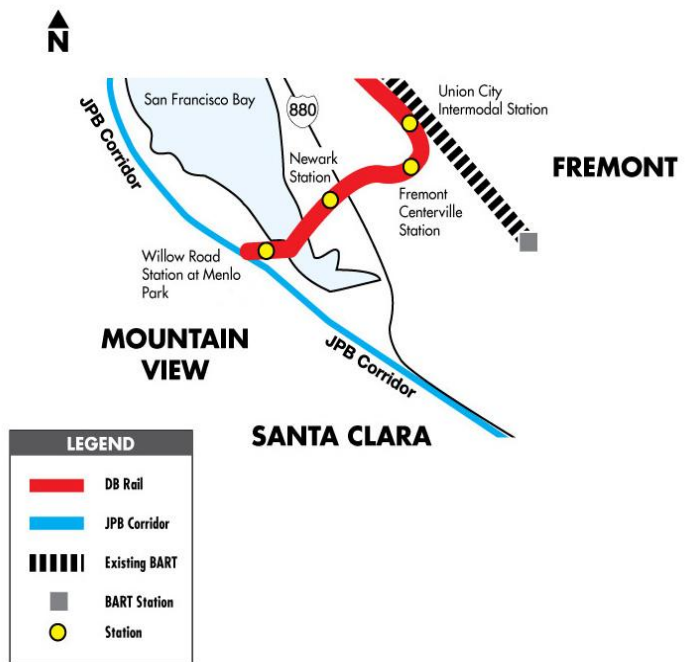 N
San Francisco Bay
880
Union City
Intermodal Station
JPB Corridor
Newark
Station
FREMONT
Fremont
Centerville
Station
Willow Road
Station at Menlo
Park
MOUNTAIN
VIEW
JPB Corridor
SANTA CLARA
LEGEND
DB Rail
JPB Corridor
Existing BART
BART Station
Station